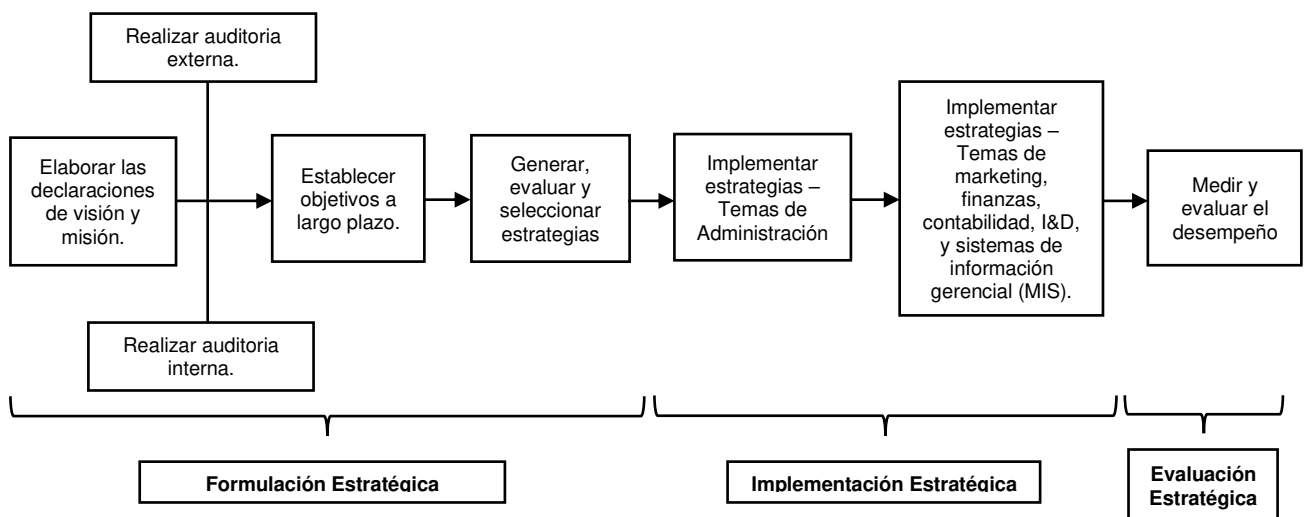 Realizar auditoria
externa.
Elaborar las
declaraciones
de visión y
misión.
Realizar auditoria
interna.
Establecer
objetivos a
largo plazo.
Generar,
evaluar y
seleccionar
estrategias
Implementar
estrategias –
Temas de
Administración
Implementar
estrategias –
Temas de
marketing,
finanzas,
contabilidad, I&D,
y sistemas de
información
gerencial (MIS).
Medir y
evaluar el
desempeño
Formulación Estratégica
Implementación Estratégica
Evaluación
Estratégica